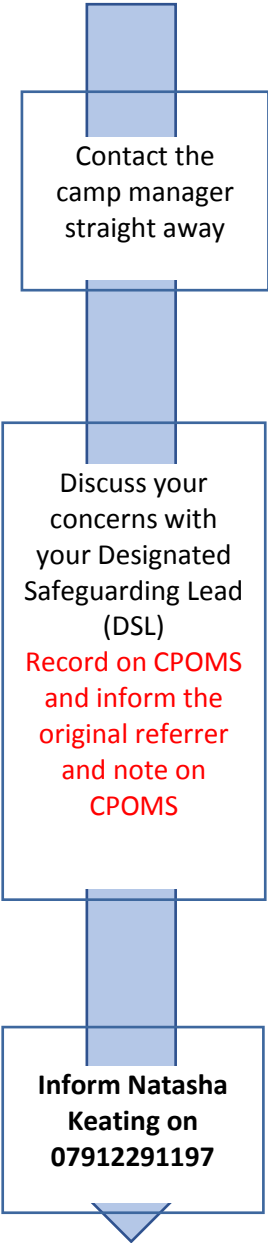 Contact the
camp manager
straight away
Discuss your
concerns with
your Designated
Safeguarding Lead
(DSL)
Record on CPOMS
and inform the
original referrer
and note on
CPOMS
Inform Natasha
Keating on
07912291197